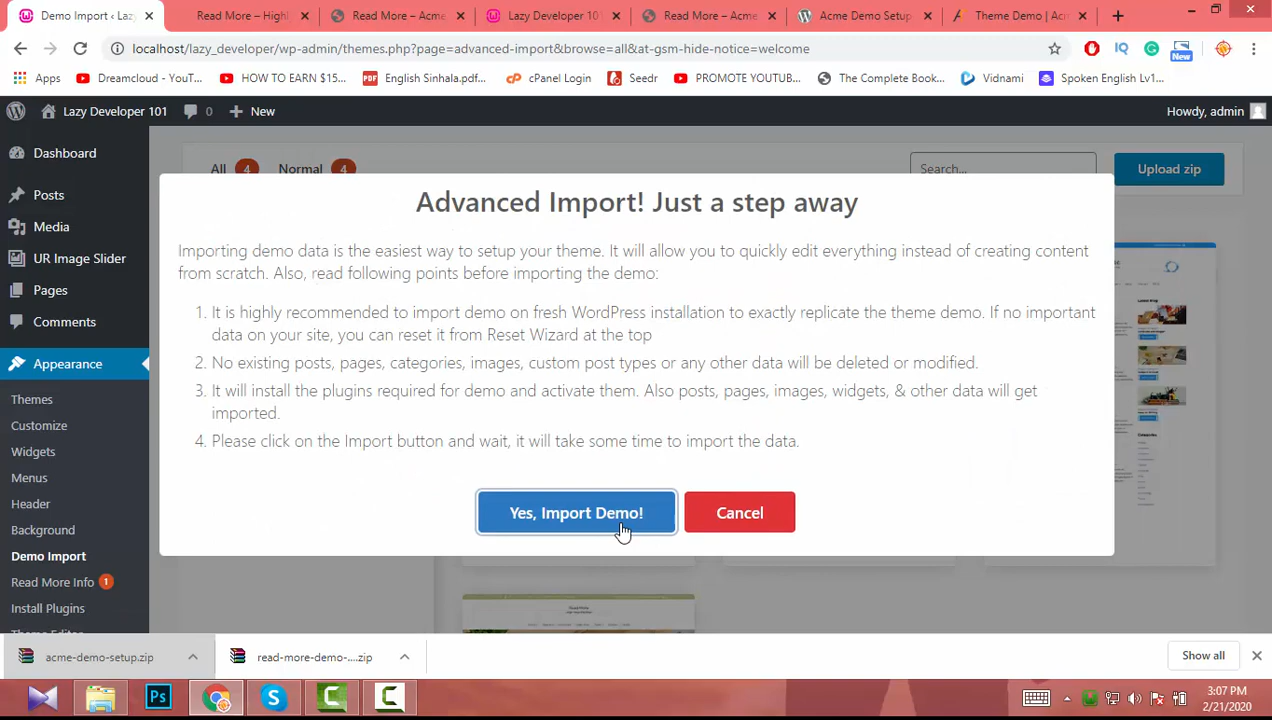 Demo Import ‹ Lazy
Read More – Highl
Read More – Acme
Lazy Developer 101
Read More – Acme
Acme Demo Setup
Theme Demo | Acm
localhost/lazy_developer/wp-admin/themes.php?page=advanced-import&browse=all&at-gsm-hide-notice=welcome
IQ
New
Apps
Dreamcloud - YouT...
HOW TO EARN $15...
PDF English Sinhala.pdf...
cP cPanel Login
Seedr
PROMOTE YOUTUB...
The Complete Book...
Vidnami
Spoken English Lv1...
Lazy Developer 101
0
New
Howdy, admin
Dashboard
Posts
Media
UR Image Slider
Pages
Comments
Appearance
Themes
Customize
Widgets
Menus
Header
Background
Demo Import
Read More Info 1
Install Plugins
All 4
Normal 4
Search...
Upload zip
Advanced Import! Just a step away
Importing demo data is the easiest way to setup your theme. It will allow you to quickly edit everything instead of creating content
from scratch. Also, read following points before importing the demo:
1. It is highly recommended to import demo on fresh WordPress installation to exactly replicate the theme demo. If no important
data on your site, you can reset it from Reset Wizard at the top
2. No existing posts, pages, categories, images, custom post types or any other data will be deleted or modified.
3. It will install the plugins required for demo and activate them. Also posts, pages, images, widgets, & other data will get
imported.
4. Please click on the Import button and wait, it will take some time to import the data.
Yes, Import Demo!
Cancel
acme-demo-setup.zip
read-more-demo-....zip
Show all
Ps
S
C
C
3:07 PM
2/21/2020